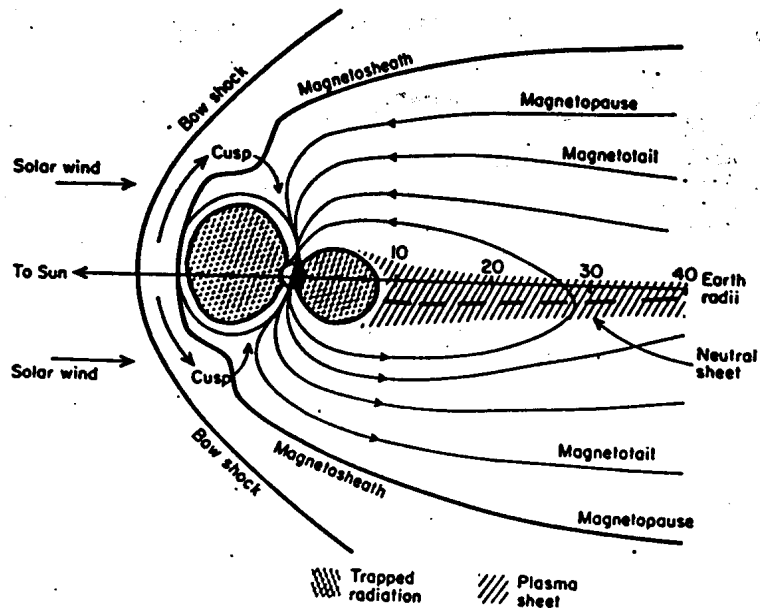 Bow shock
Magnetosheath
Magnetopause
Cusp
Magnetotail
Solar wind
To Sun
10 20 30 40
Earth
radii
Solar wind
Cusp
Neutral
sheet
Bow shock
Magnetosheath
Magnetotail
Magnetopause
Trapped
radiation
Plasma
sheet